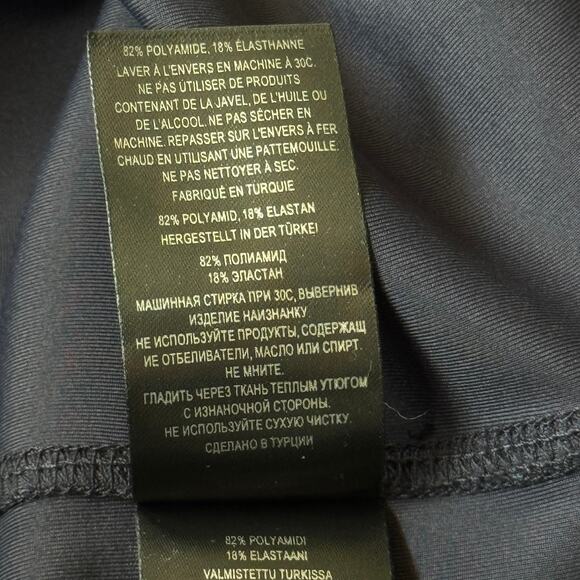 82% POLYAMIDE, 18% ÉLASTHANNE
LAVER À L'ENVERS EN MACHINE À 30C.
NE PAS ÚTILISER DE PRODUITS
CONTENANT DE LA JAVEL, DE L'HUILE OU
DE L'ALCOOL. NE PAS SÉCHER EN
MACHINE. REPASSER SUR L'ENVERS À FER
CHAUD EN UTILISANT UNE PATTEMOUILLE.
NE PAS NETTOYER À SEC.
FABRIQUÉ EN TÜRQUIE
82% POLYAMID, 18% ELASTAN
HERGESTELLT IN DER TÜRKEI
82% ПОЛИАМИД
18% ЭЛАСТАН
МАШИННАЯ СТИРКА ПРИ 30С, ВЫВЕРНИВ
ИЗДЕЛИЕ НАИЗНАНКУ.
НЕ ИСПОЛЬЗУЙТЕ ПРОДУКТЫ, СОДЕРЖАЩ
ИЕ ОТБЕЛИВАТЕЛИ, МАСЛО ИЛИ СПИРТ.
НЕ МНИТЕ.
ГЛАДИТЬ ЧЕРЕЗ ТКАНЬ ТЕПЛЫМ УТЮГОМ
С ИЗНАНОЧНОЙ СТОРОНЫ.
НЕ ИСПОЛЬЗУЙТЕ СУХУЮ ЧИСТКУ.
СДЕЛАНО В ТУРЦИИ
82% POLYAMIDI
18% ELASTAANI
VALMISTETTU TURKISSA